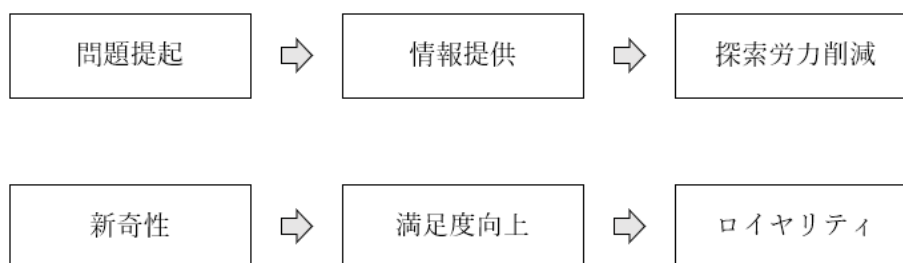 問題提起
情報提供
探索労力削減
新奇性
満足度向上
ロイヤリティ